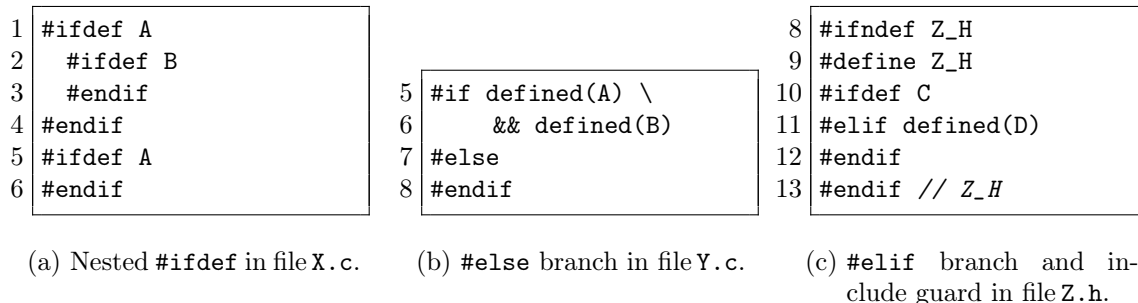 1 #ifdef A
2   #ifdef B
3   #endif
4 #endif
5 #ifdef A
6 #endif
(a) Nested #ifdef in file X.c.
5 #if defined(A) \
6     && defined(B)
7 #else
8 #endif
(b) #else branch in file Y.c.
8 #ifndef Z_H
9 #define Z_H
10 #ifdef C
11 #elif defined(D)
12 #endif
13 #endif // Z_H
(c) #elif branch and in-
clude guard in file Z.h.